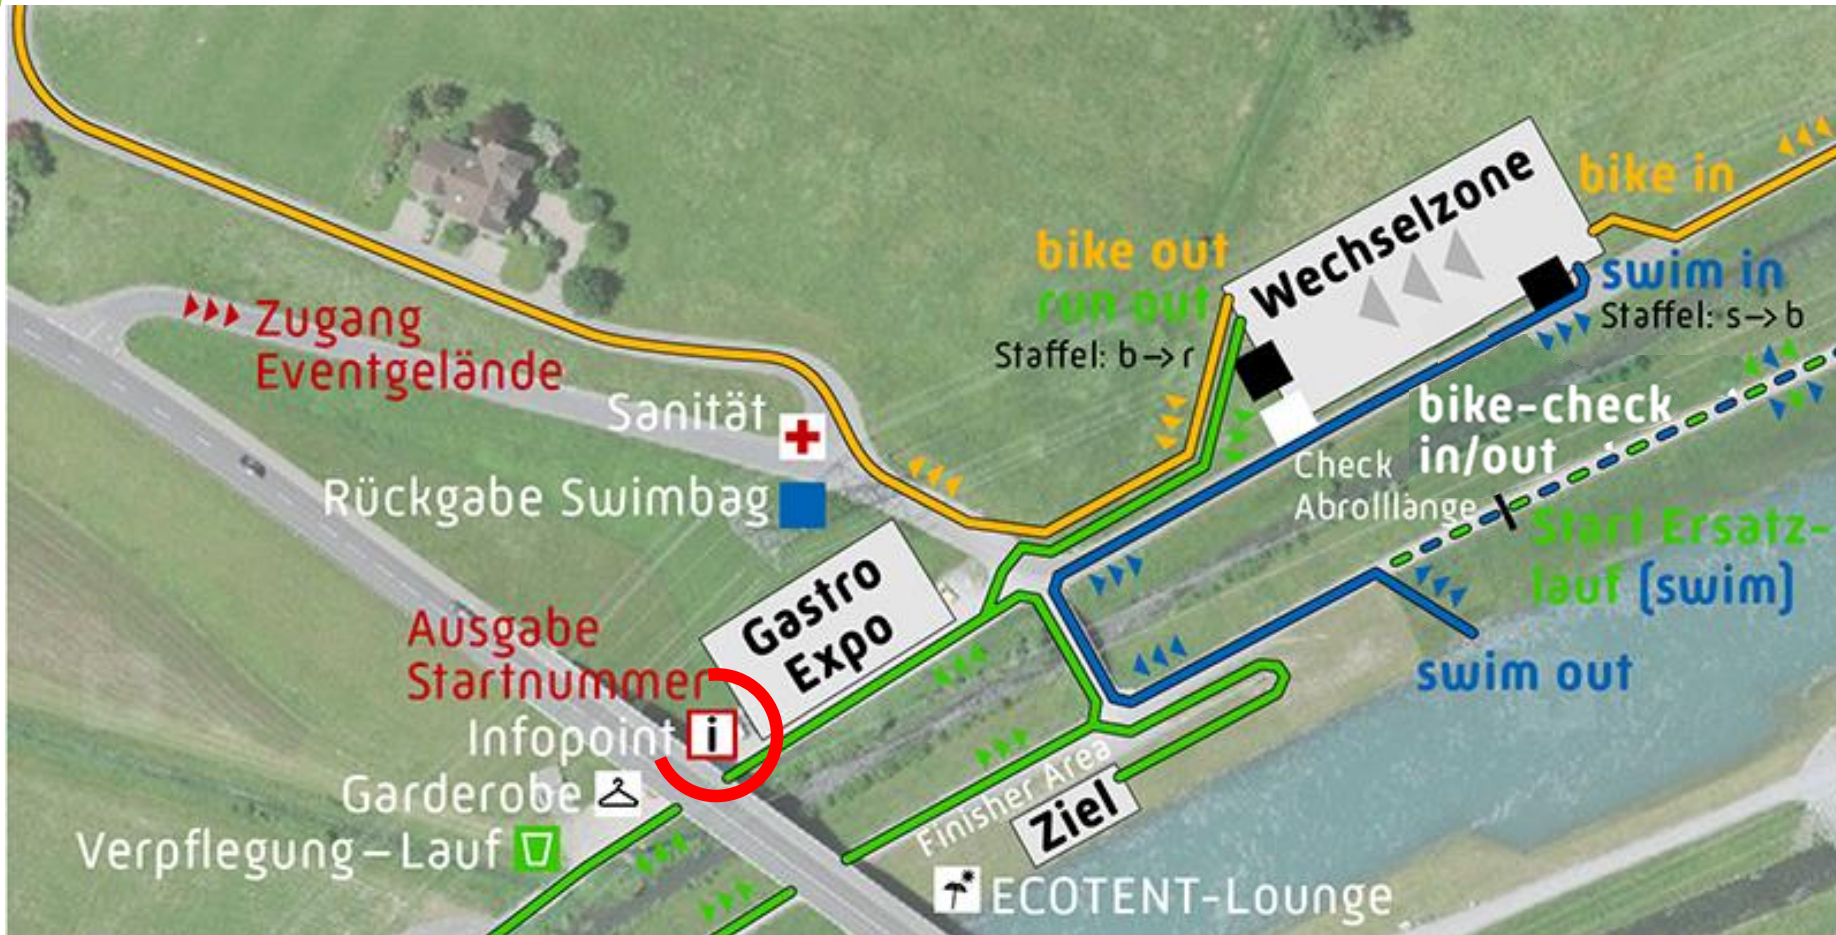 bike in
Wechselzone
bike out
run out
Staffel: b->r
swim in
Staffel: s->b
Zugang
Eventgelände
Sanität
Rückgabe Swimbag
bike-check
in/out
Check
Abrolllänge
Start Ersatz-
lauf (swim)
Gastro
Expo
Ausgabe
Startnummer
Infopoint
i
Garderobe
Verpflegung – Lauf
swim out
Finisher Area
Ziel
ECOTENT-Lounge